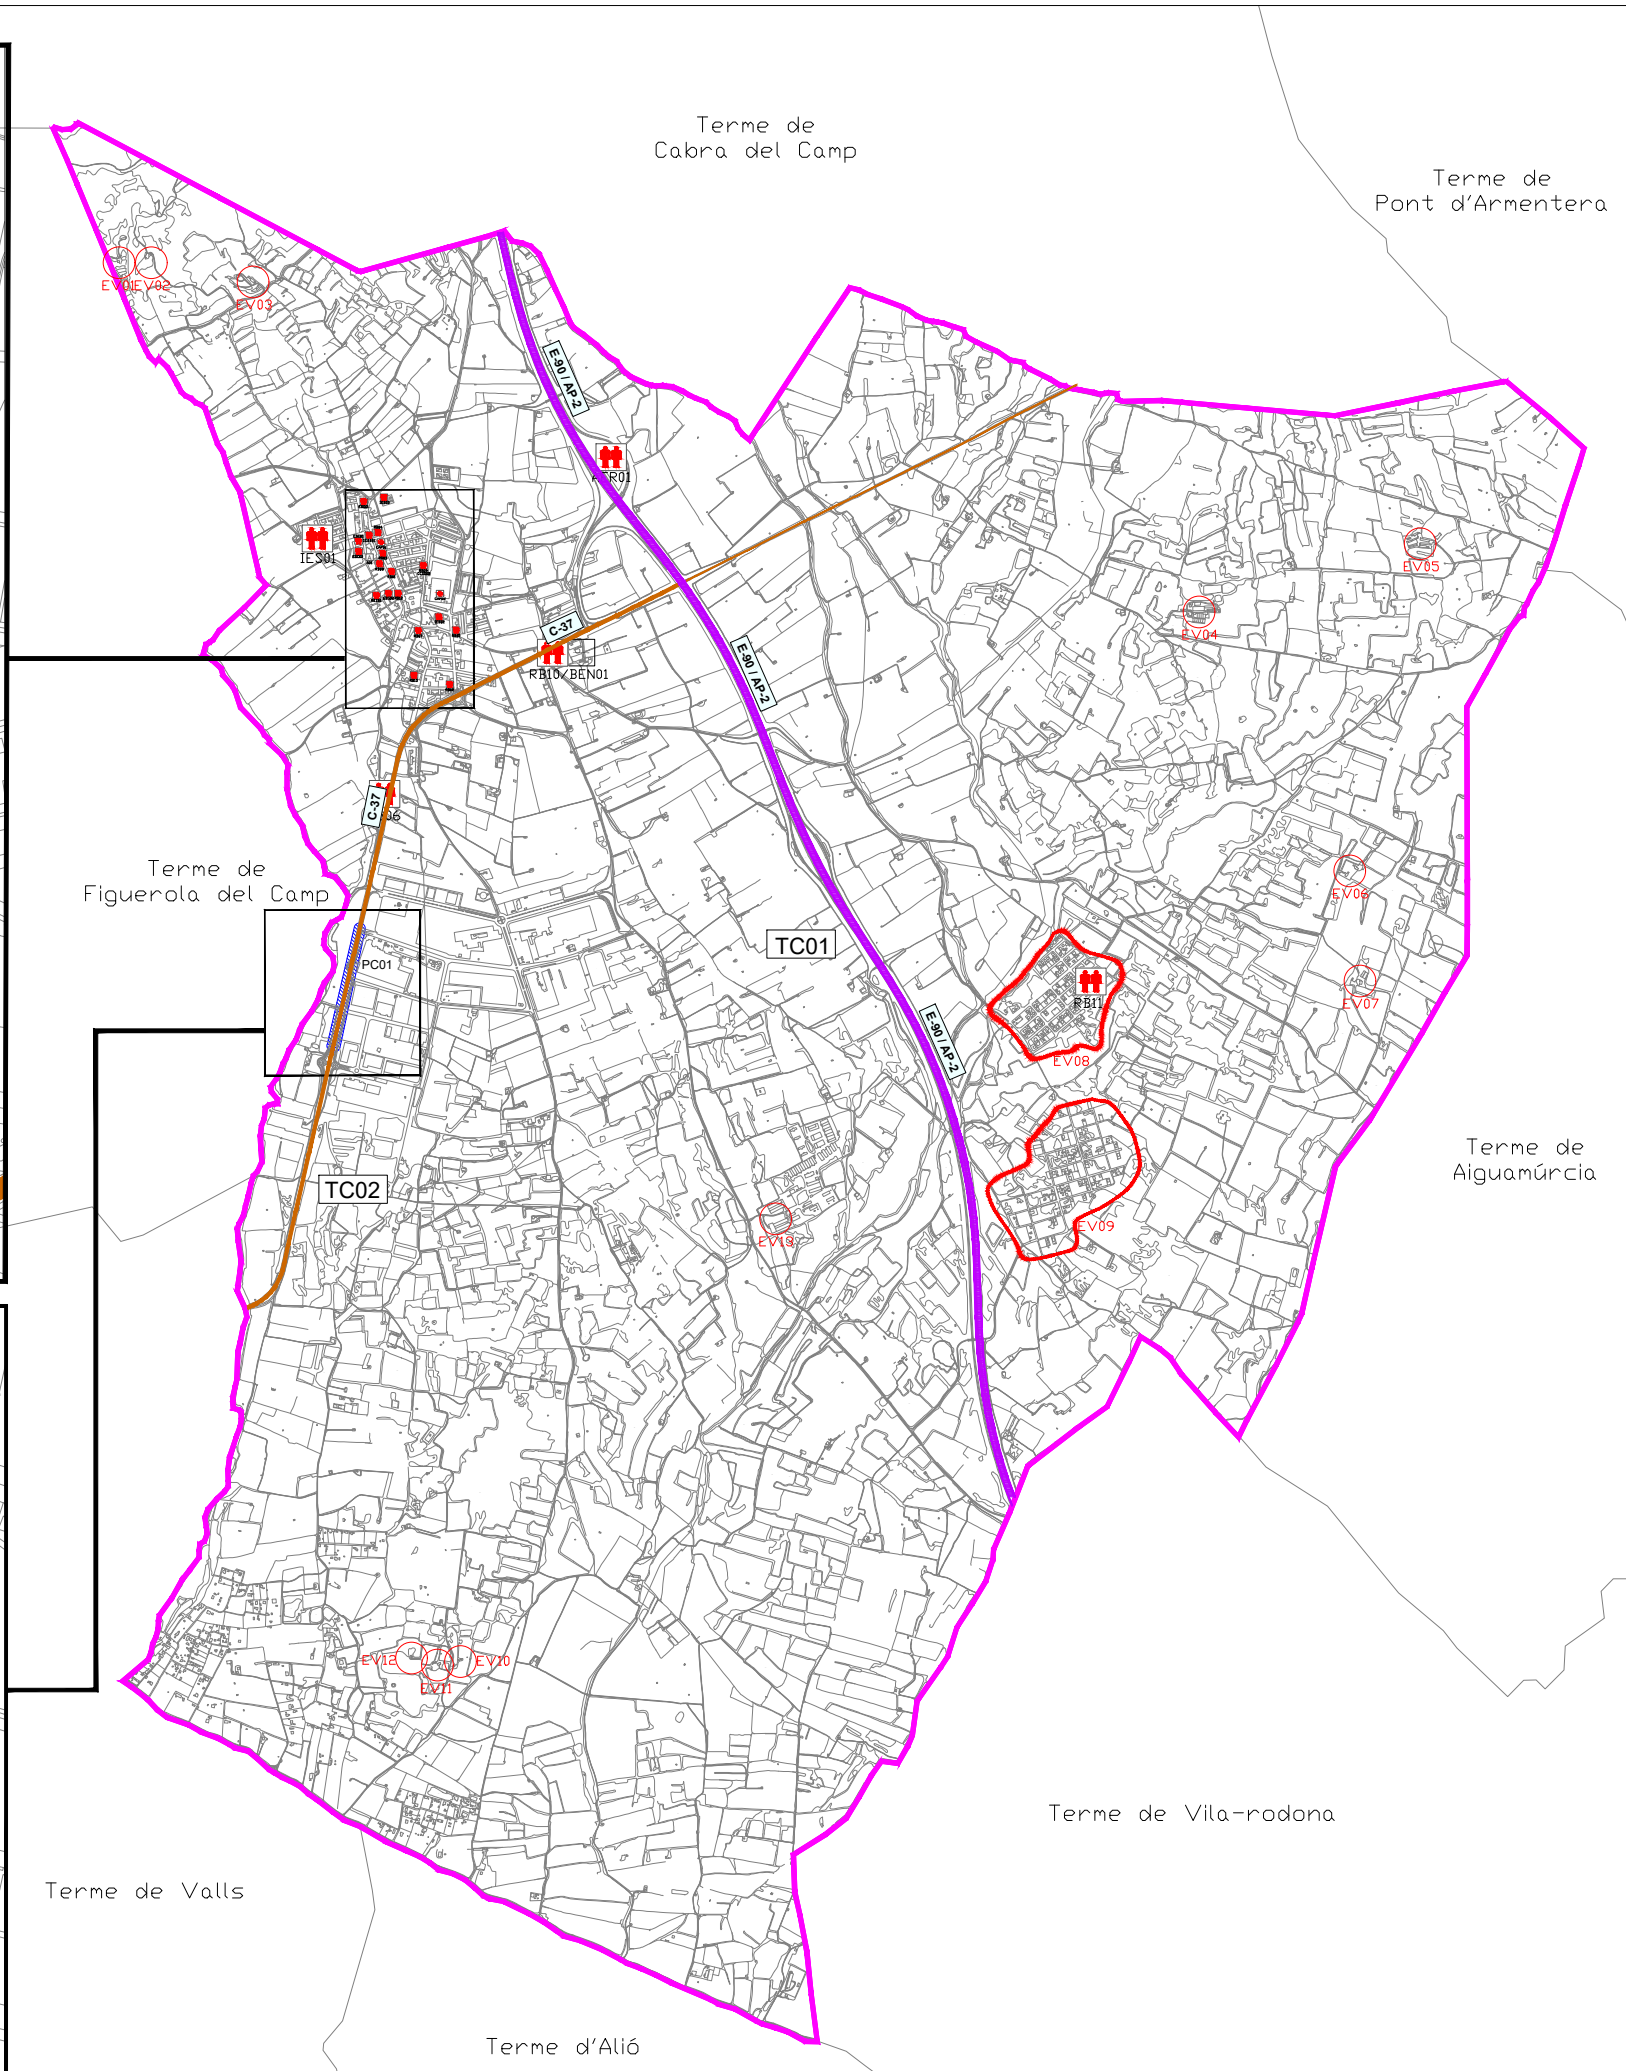 Terme de
Cabra del Camp
Terme de
Pont d'Armentera
EV01
EV02
EV03
E-90 / AP-2
IES01
EV05
EV04
C-37
RB10/BEN01
E-90 / AP-2
C-37
Terme de
Figuerola del Camp
EV06
TC01
PC01
RB11
EV07
E-90 / AP-2
EV08
Terme de
Aiguamúrcia
TC02
EV09
EV13
EV12
EV10
EV11
Terme de Vila-rodona
Terme de Valls
Terme d'Alió